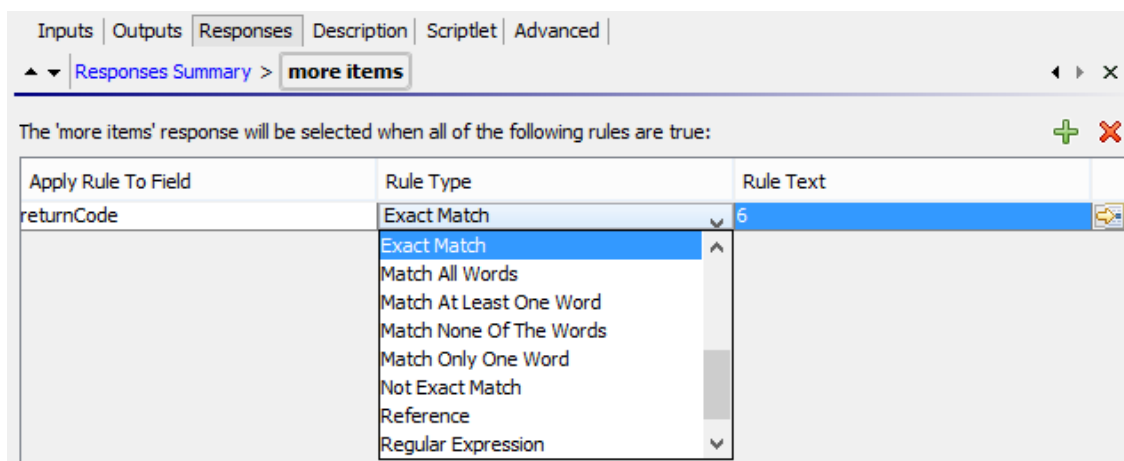 Inputs Outputs Responses Description Scriptlet Advanced
Responses Summary > more items
The 'more items' response will be selected when all of the following rules are true:
Apply Rule To Field Rule Type Rule Text
returnCode Exact Match 6
Exact Match
Match All Words
Match At Least One Word
Match None Of The Words
Match Only One Word
Not Exact Match
Reference
Regular Expression